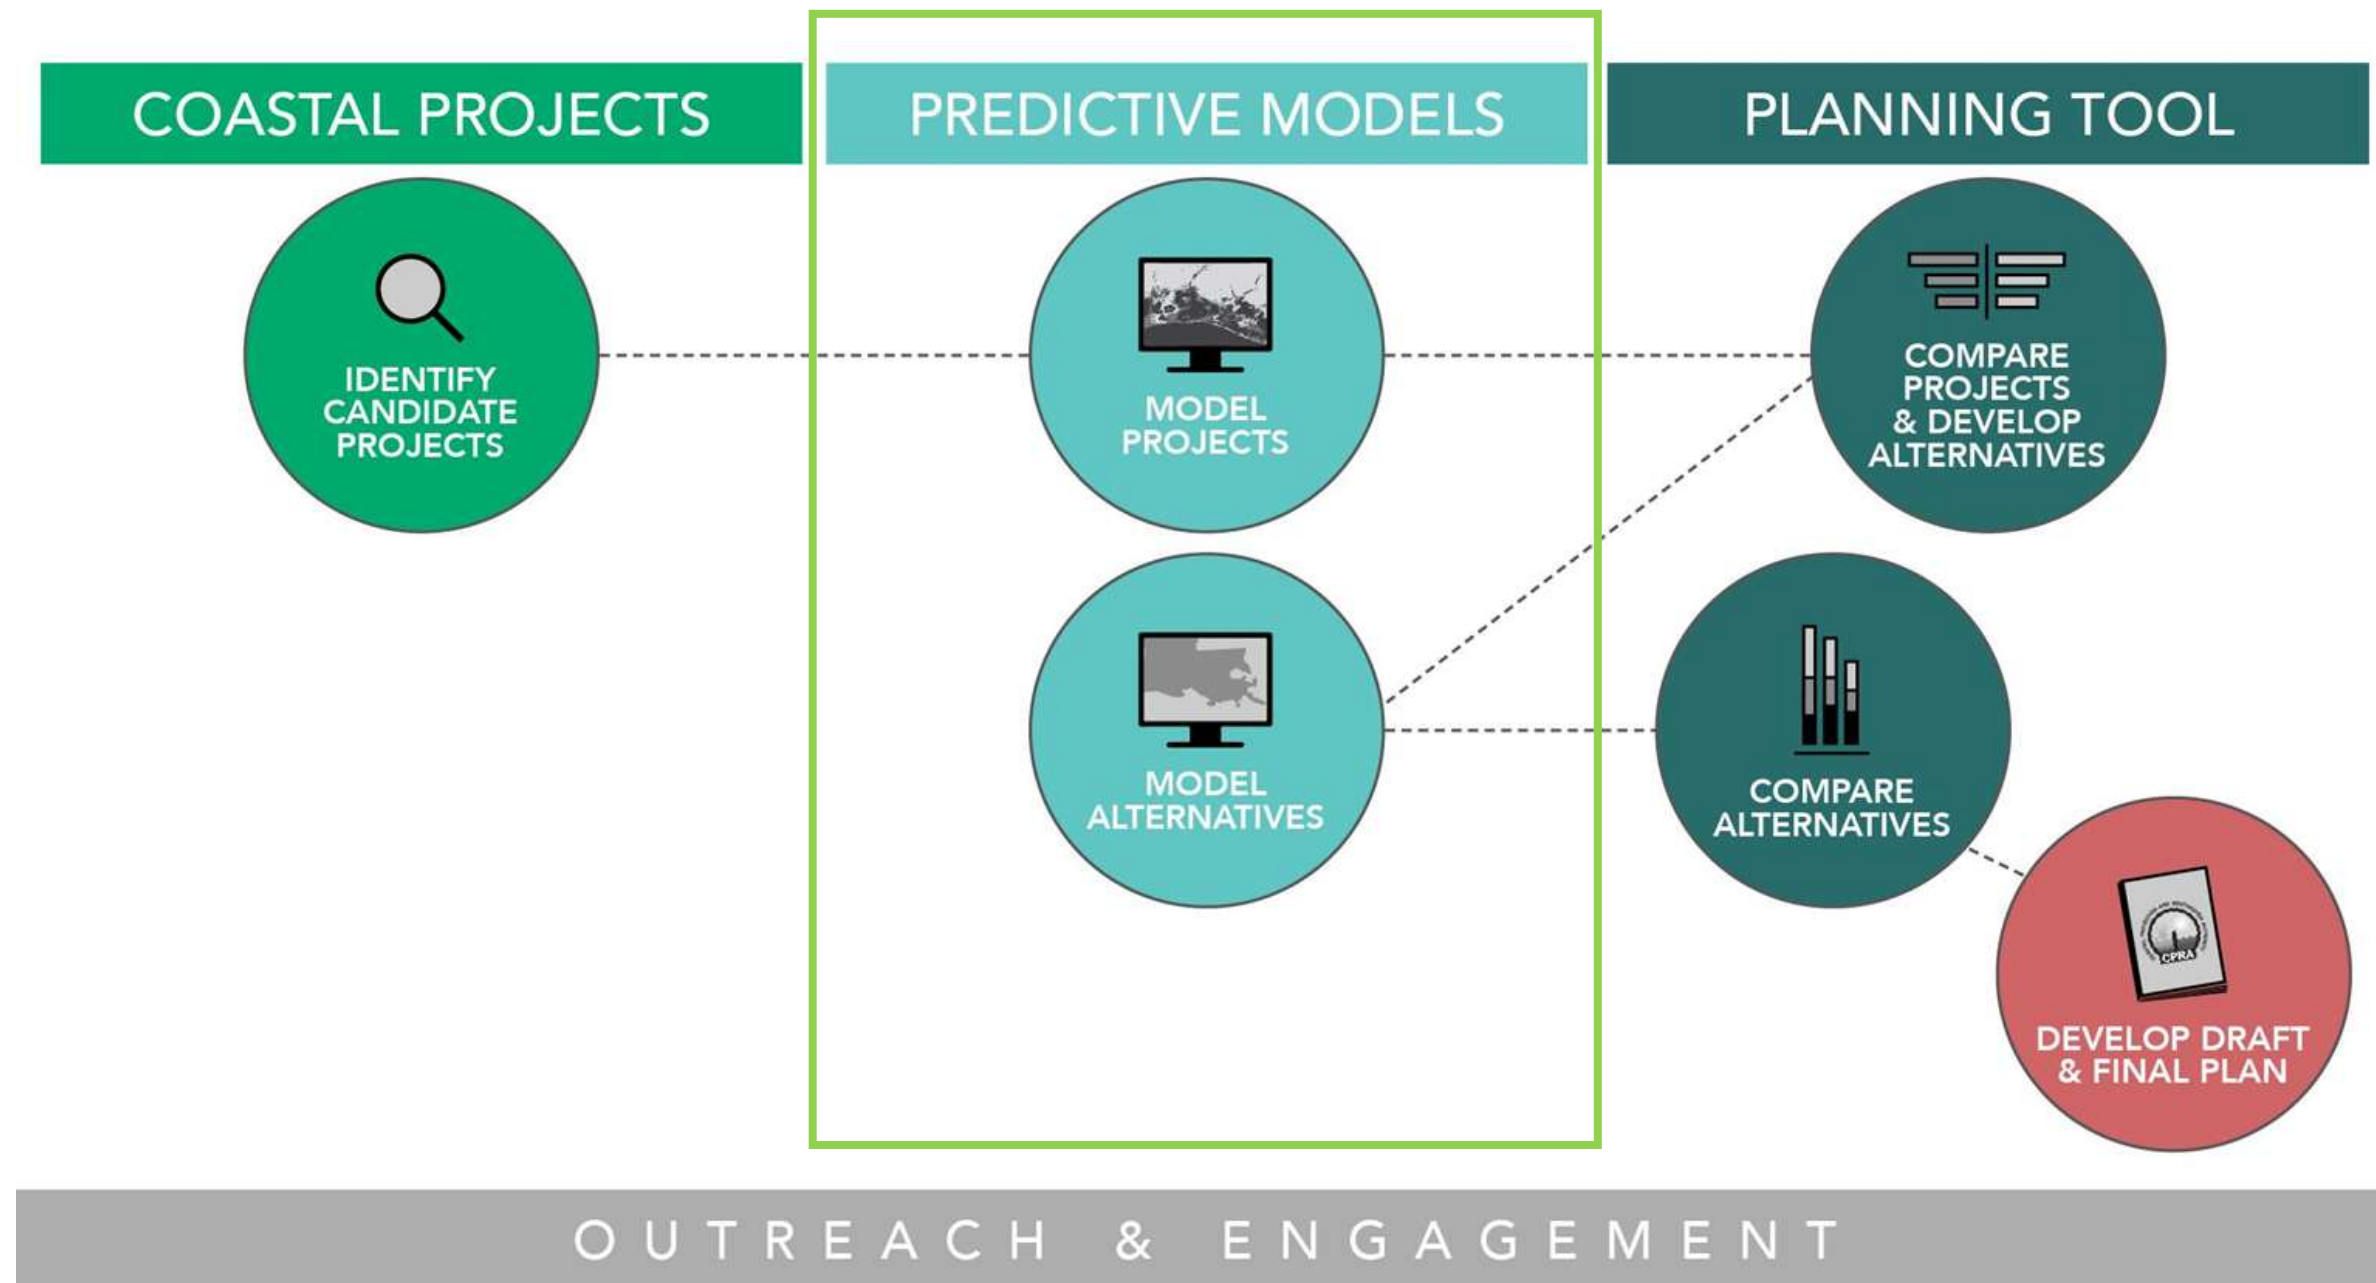 COASTAL PROJECTS
PREDICTIVE MODELS
PLANNING TOOL
IDENTIFY
CANDIDATE
PROJECTS
MODEL
PROJECTS
COMPARE
PROJECTS
& DEVELOP
ALTERNATIVES
MODEL
ALTERNATIVES
COMPARE
ALTERNATIVES
CPRA
DEVELOP DRAFT
& FINAL PLAN
OUTREACH & ENGAGEMENT